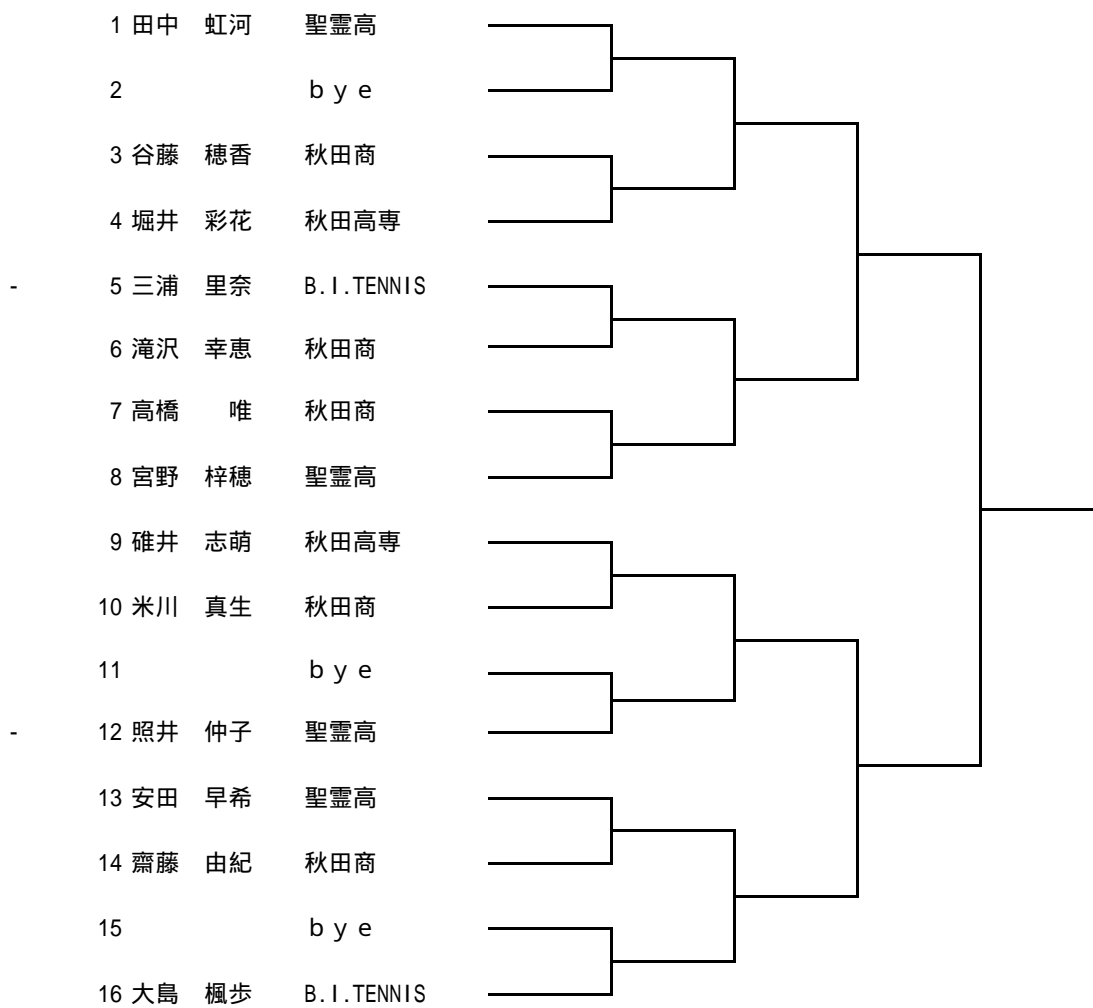 1 田中　虹河　聖霊高
2　ｂｙｅ
3 谷藤　穂香　秋田商
4 堀井　彩花　秋田高専
- 5 三浦　里奈　B.I.TENNIS
6 滝沢　幸恵　秋田商
7 高橋　　唯　秋田商
8 宮野　梓穂　聖霊高
9 碓井　志萌　秋田高専
10 米川　真生　秋田商
11　ｂｙｅ
- 12 照井　仲子　聖霊高
13 安田　早希　聖霊高
14 齋藤　由紀　秋田商
15　ｂｙｅ
16 大島　楓歩　B.I.TENNIS